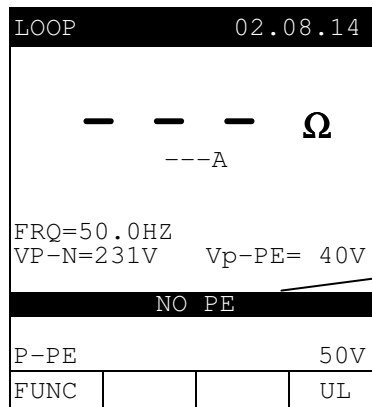 LOOP 02.08.14
- - - Ω
---A
FRQ=50.0HZ
VP-N=231V Vp-PE= 40V
NO PE
P-PE 50V
FUNC UL